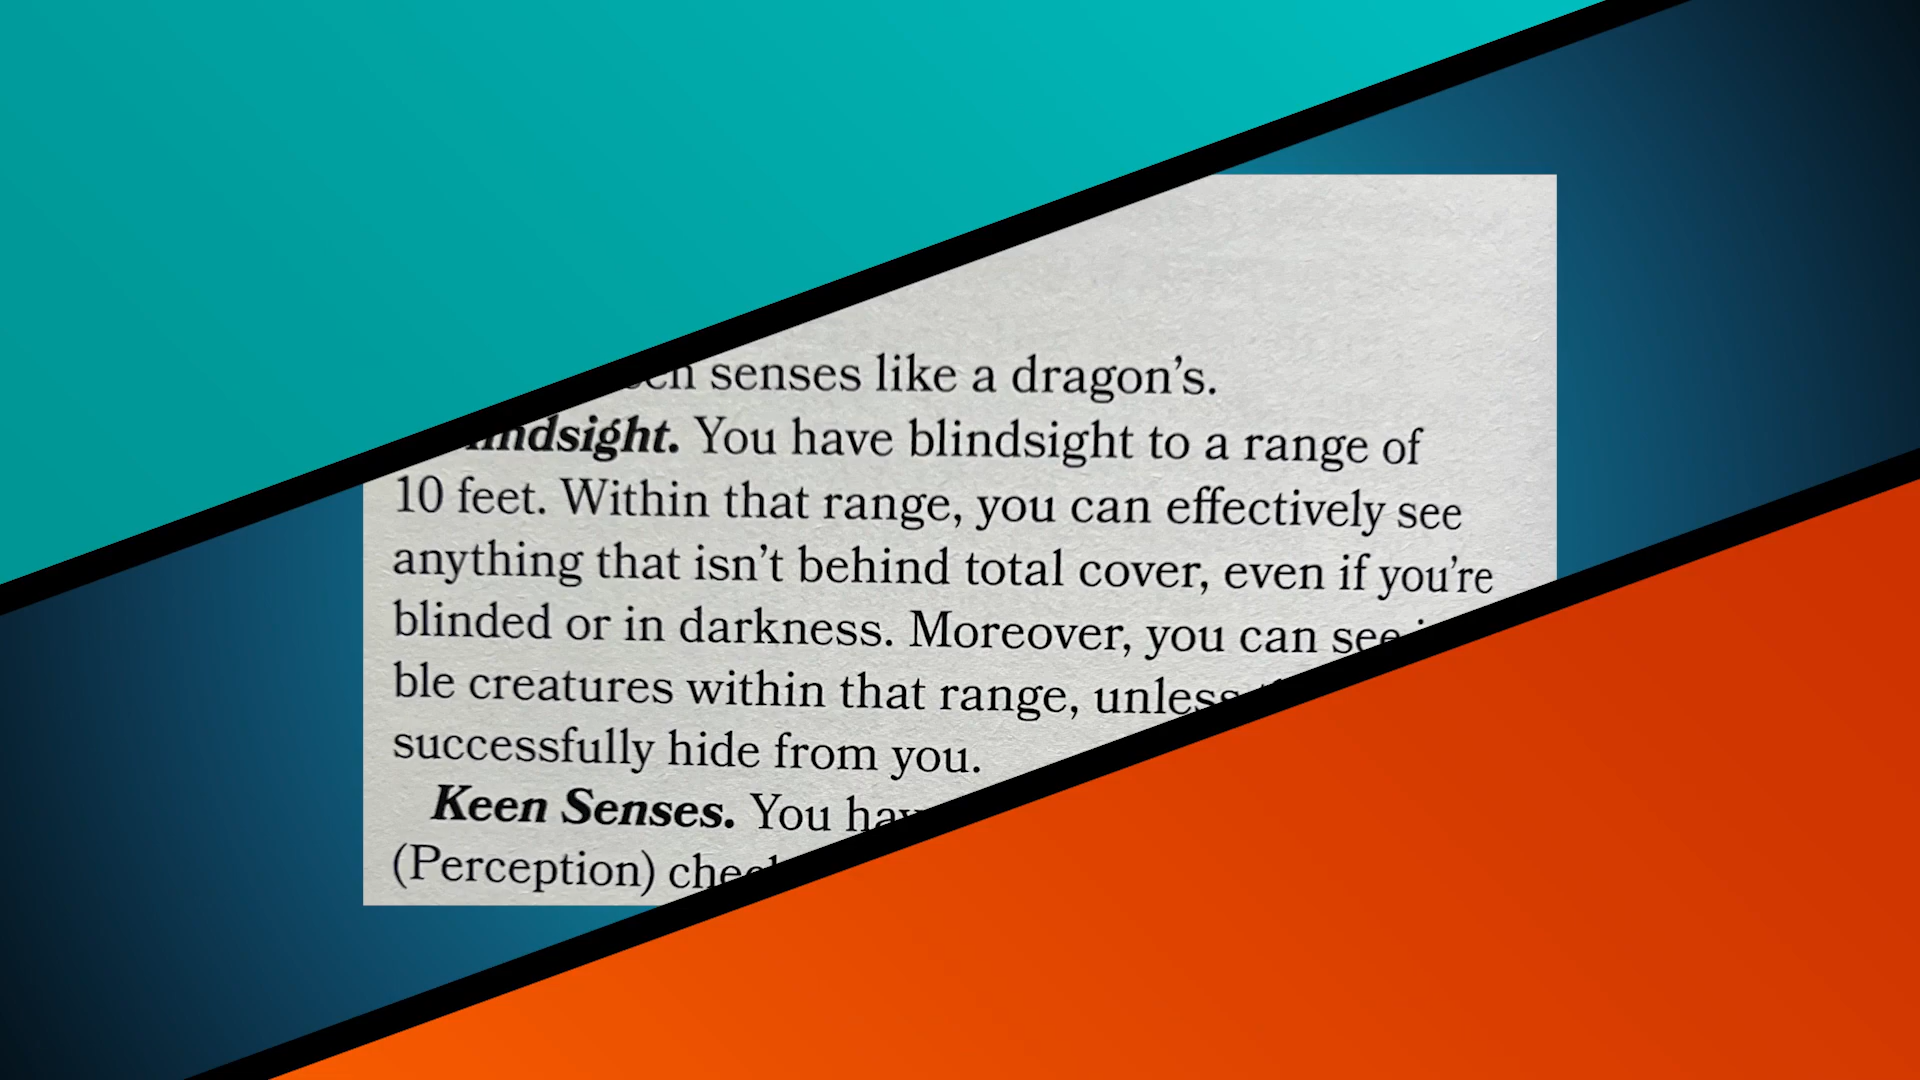 senses like a dragon's.
You have blindsight to a range of
10 feet. Within that range, you can effectively see
anything that isn't behind total cover, even if you're
blinded or in darkness. Moreover, you can see
ble creatures within that range, unless
successfully hide from you.
Keen Senses. You
(Perception)